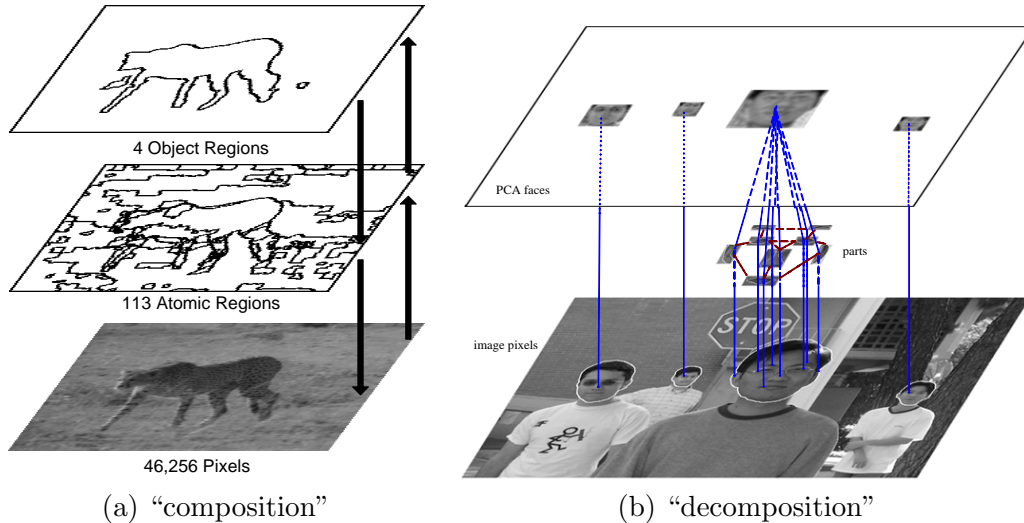 4 Object Regions
113 Atomic Regions
46,256 Pixels
(a) “composition”
PCA faces
parts
image pixels
STOP
(b) “decomposition”